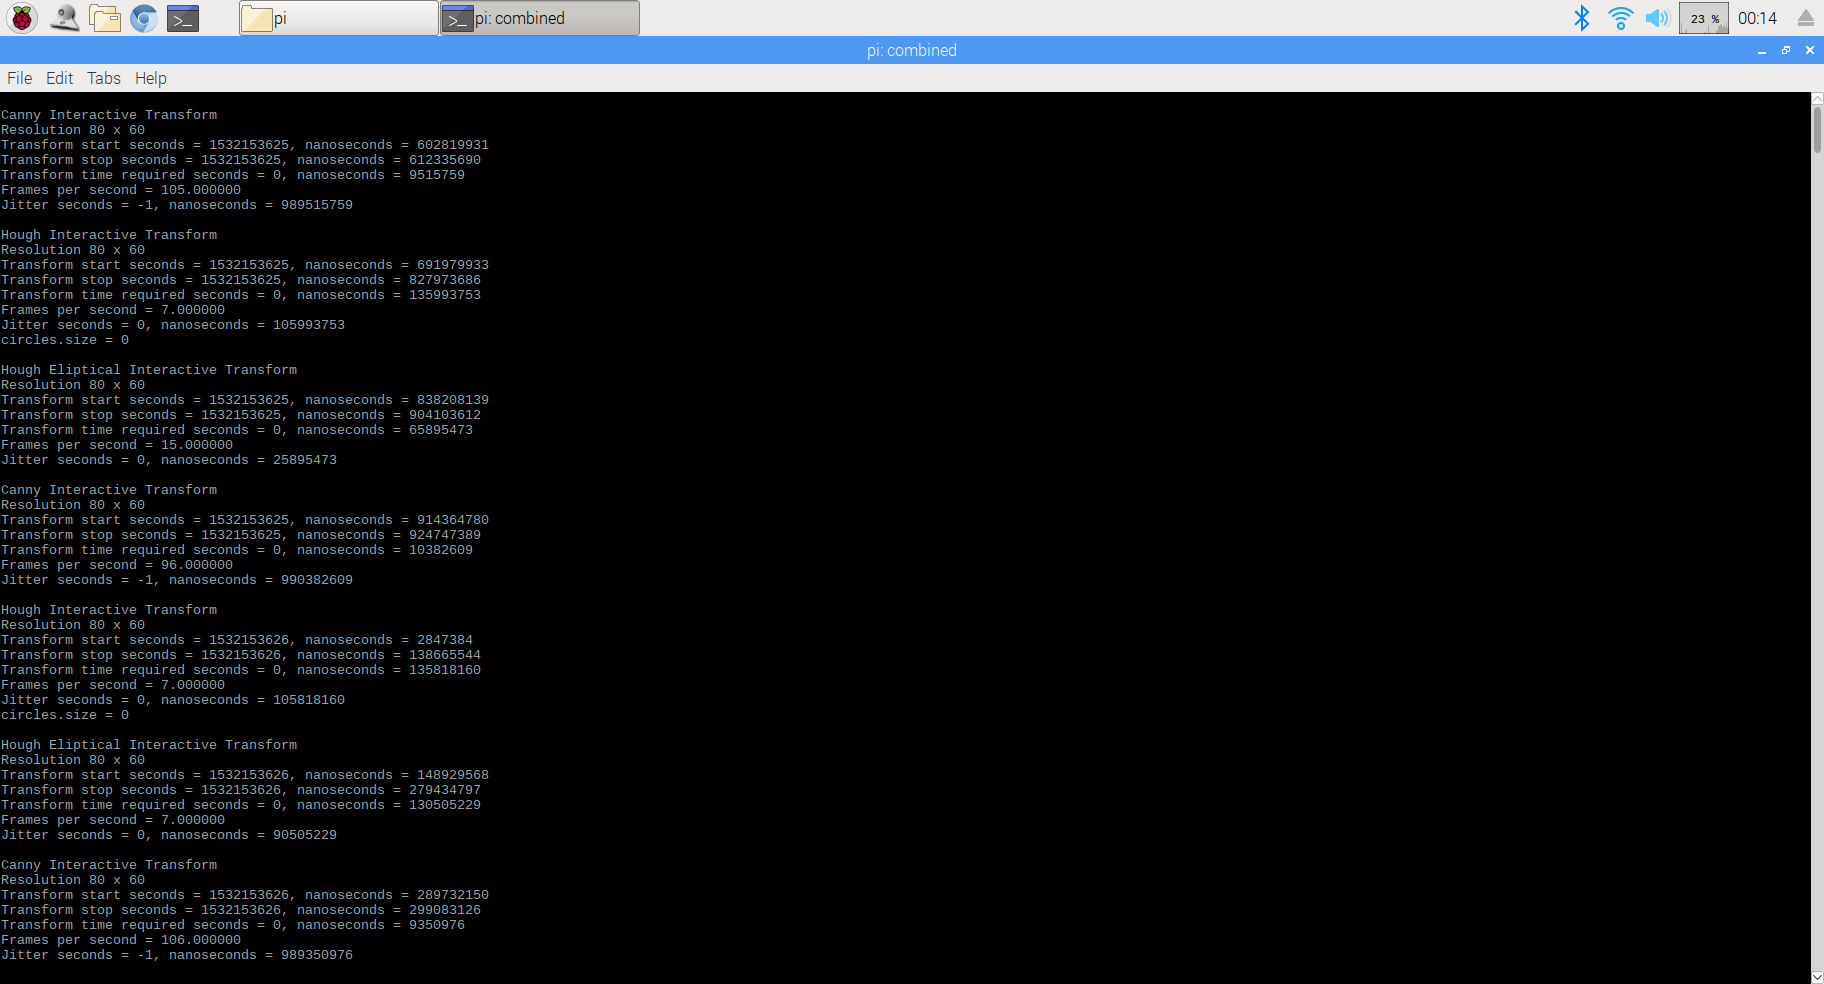 pi
pi: combined
23 %
00:14
pi: combined
File Edit Tabs Help
Canny Interactive Transform
Resolution 80 x 60
Transform start seconds = 1532153625, nanoseconds = 602819931
Transform stop seconds = 1532153625, nanoseconds = 612335690
Transform time required seconds = 0, nanoseconds = 9515759
Frames per second = 105.000000
Jitter seconds = -1, nanoseconds = 989515759
Hough Interactive Transform
Resolution 80 x 60
Transform start seconds = 1532153625, nanoseconds = 691979933
Transform stop seconds = 1532153625, nanoseconds = 827973686
Transform time required seconds = 0, nanoseconds = 135993753
Frames per second = 7.000000
Jitter seconds = 0, nanoseconds = 105993753
circles.size = 0
Hough Eliptical Interactive Transform
Resolution 80 x 60
Transform start seconds = 1532153625, nanoseconds = 838208139
Transform stop seconds = 1532153625, nanoseconds = 904103612
Transform time required seconds = 0, nanoseconds = 65895473
Frames per second = 15.000000
Jitter seconds = 0, nanoseconds = 25895473
Canny Interactive Transform
Resolution 80 x 60
Transform start seconds = 1532153625, nanoseconds = 914364780
Transform stop seconds = 1532153625, nanoseconds = 924747389
Transform time required seconds = 0, nanoseconds = 10382609
Frames per second = 96.000000
Jitter seconds = -1, nanoseconds = 990382609
Hough Interactive Transform
Resolution 80 x 60
Transform start seconds = 1532153626, nanoseconds = 2847384
Transform stop seconds = 1532153626, nanoseconds = 138665544
Transform time required seconds = 0, nanoseconds = 135818160
Frames per second = 7.000000
Jitter seconds = 0, nanoseconds = 105818160
circles.size = 0
Hough Eliptical Interactive Transform
Resolution 80 x 60
Transform start seconds = 1532153626, nanoseconds = 148929568
Transform stop seconds = 1532153626, nanoseconds = 279434797
Transform time required seconds = 0, nanoseconds = 130505229
Frames per second = 7.000000
Jitter seconds = 0, nanoseconds = 90505229
Canny Interactive Transform
Resolution 80 x 60
Transform start seconds = 1532153626, nanoseconds = 289732150
Transform stop seconds = 1532153626, nanoseconds = 299083126
Transform time required seconds = 0, nanoseconds = 9350976
Frames per second = 106.000000
Jitter seconds = -1, nanoseconds = 989350976